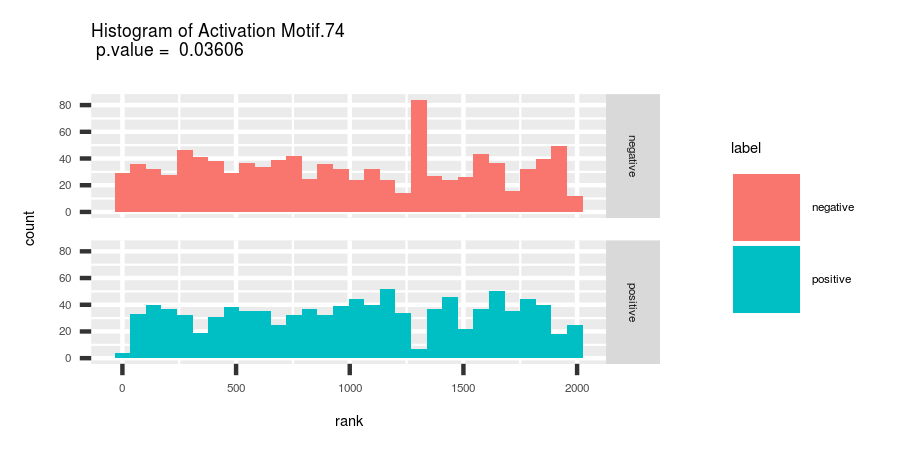 Histogram of Activation Motif.74
p.value = 0.03606
count
80
60
40
20
0
negative
80
60
40
20
0
positive
0 500 1000 1500 2000
rank
label
negative
positive